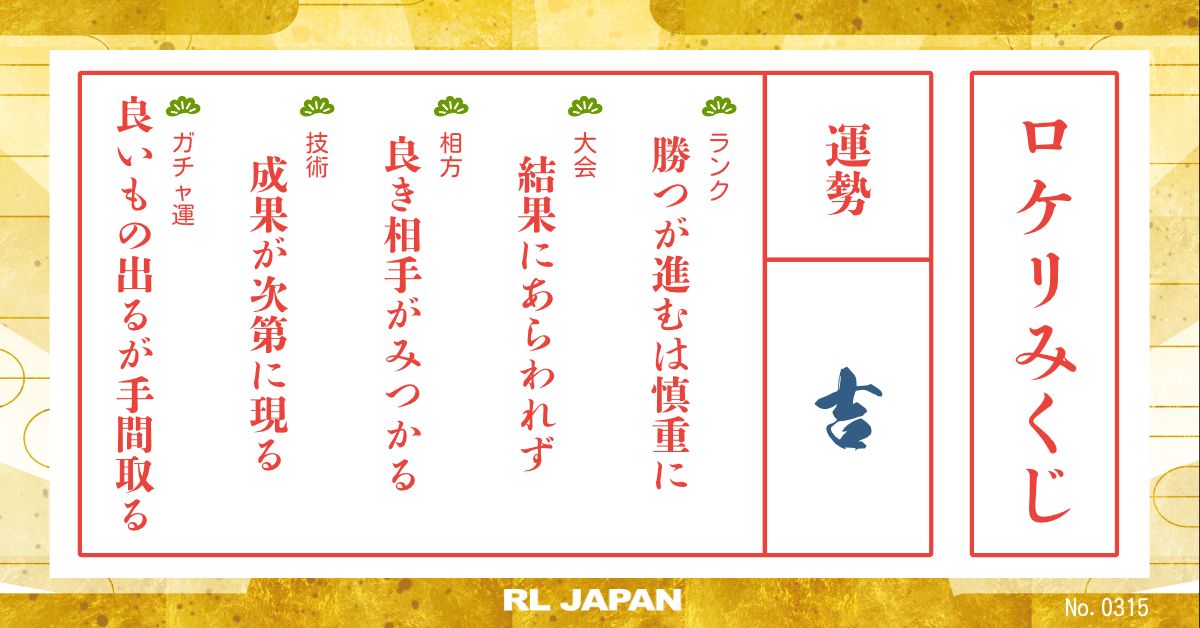 ロケリみくじ
運勢
吉
ランク
勝つが進むは慎重に
大会
結果にあらわれず
相方
良き相手がみつかる
技術
成果が次第に現る
ガチャ運
良いもの出るが手間取る
RL JAPAN
No. 0315